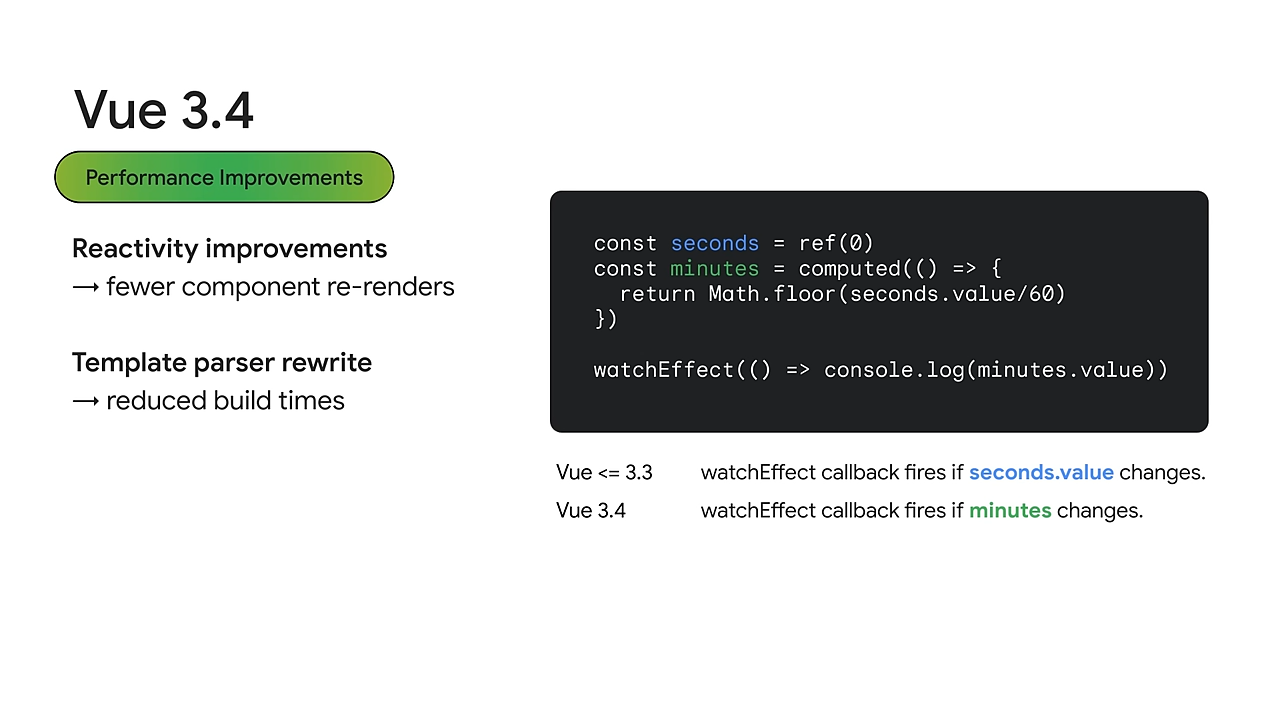 Vue 3.4
Performance Improvements
Reactivity improvements
→ fewer component re-renders
Template parser rewrite
→ reduced build times
const seconds = ref(0)
const minutes = computed(() => {
  return Math.floor(seconds.value/60)
})
watchEffect(() => console.log(minutes.value))
Vue <= 3.3 watchEffect callback fires if seconds.value changes.
Vue 3.4 watchEffect callback fires if minutes changes.